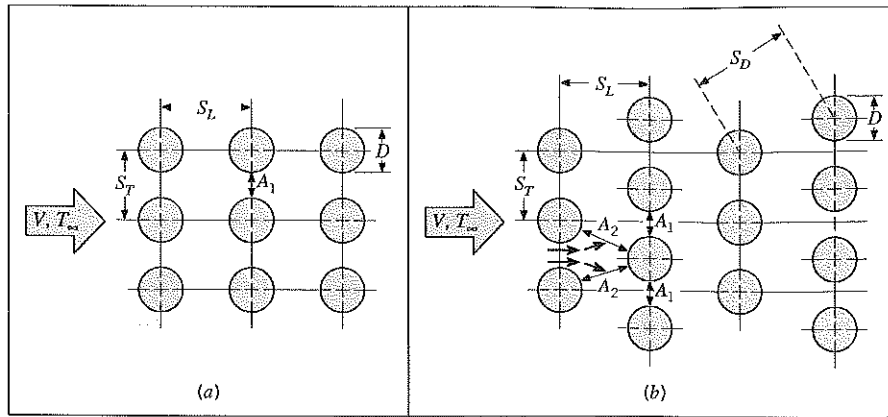 S_L
D
S_T
A_1
V, T_∞
(a)
S_D
S_L
D
S_T
A_2
A_1
V, T_∞
A_2
A_1
(b)